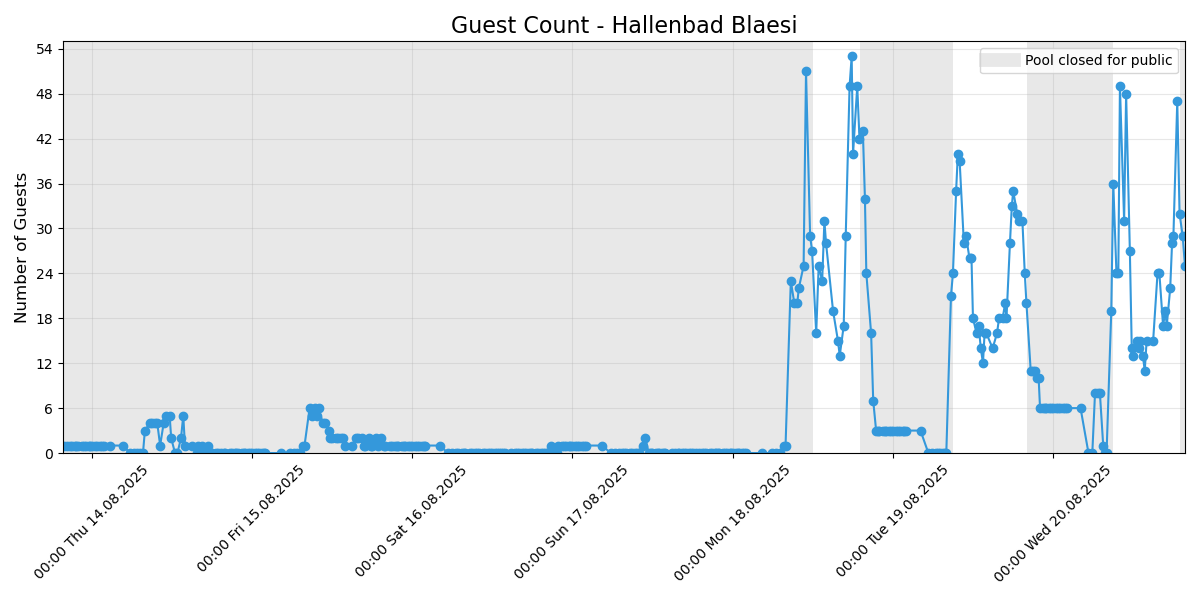 Guest Count - Hallenbad Blaesi
Pool closed for public
Number of Guests
54
48
42
36
30
24
18
12
6
0
00:00 Thu 14.08.2025
00:00 Fri 15.08.2025
00:00 Sat 16.08.2025
00:00 Sun 17.08.2025
00:00 Mon 18.08.2025
00:00 Tue 19.08.2025
00:00 Wed 20.08.2025